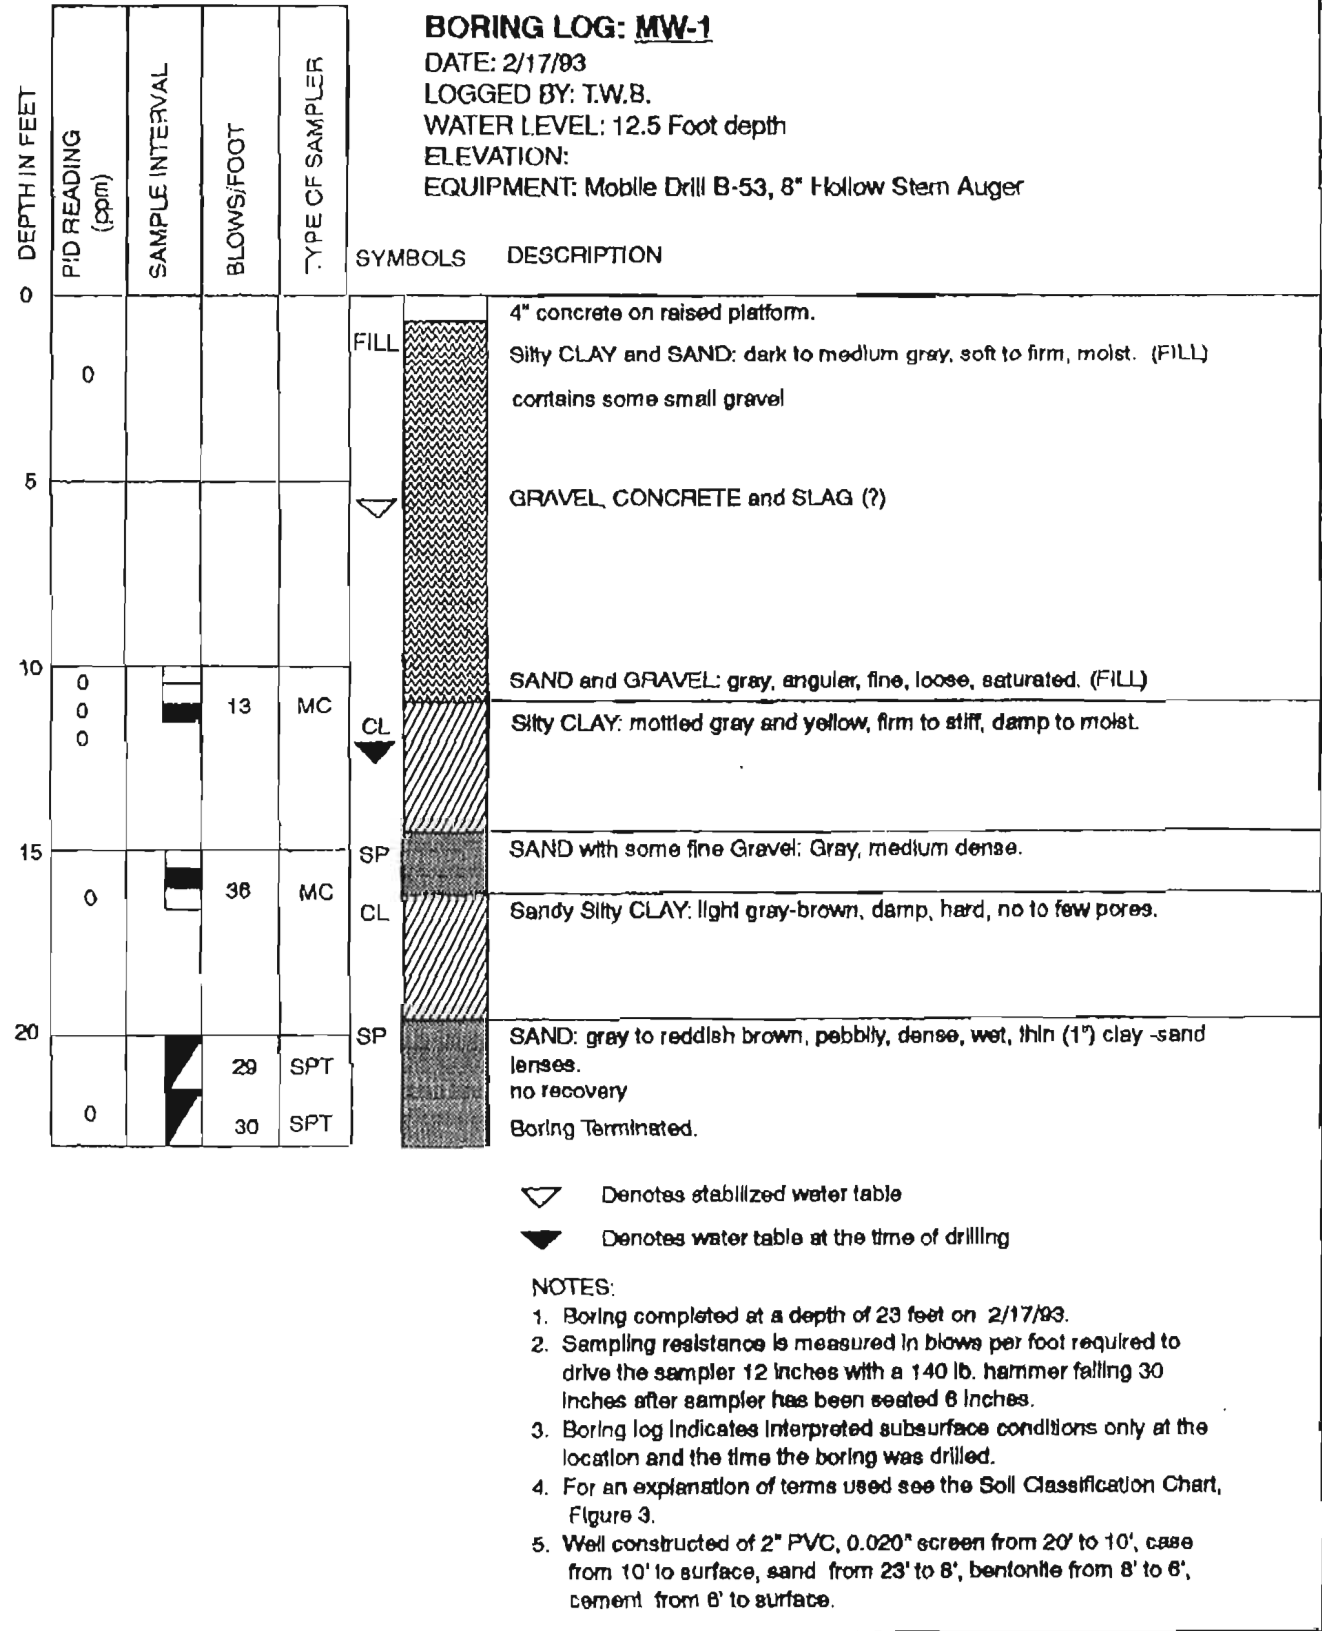 BORING LOG: MW-1
DATE: 2/17/93
LOGGED BY: T.W.B.
WATER LEVEL: 12.5 Foot depth
ELEVATION:
EQUIPMENT: Mobile Drill B-53, 8" Hollow Stem Auger
DEPTH IN FEET
PID READING
(ppm)
SAMPLE INTERVAL
BLOWS/FOOT
TYPE OF SAMPLER
SYMBOLS DESCRIPTION
0
4" concrete on raised platform.
FILL Silty CLAY and SAND: dark to medium gray, soft to firm, moist. (FILL)
0
contains some small gravel
5
GRAVEL, CONCRETE and SLAG (?)
10
0 SAND and GRAVEL: gray, angular, fine, loose, saturated. (FILL)
0 13 MC
CL Silty CLAY: mottled gray and yellow, firm to stiff, damp to moist.
0
15 SP SAND with some fine Gravel: Gray, medium dense.
0 36 MC
CL Sandy Silty CLAY: light gray-brown, damp, hard, no to few pores.
20 SP SAND: gray to reddish brown, pebbily, dense, wet, thin (1") clay -sand
29 SPT lenses.
no recovery
0 30 SPT Boring Terminated.
Denotes stabilized water table
Denotes water table at the time of drilling
NOTES:
1. Boring completed at a depth of 23 feet on 2/17/93.
2. Sampling resistance is measured in blows per foot required to
drive the sampler 12 inches with a 140 lb. hammer falling 30
inches after sampler has been seated 6 inches.
3. Boring log indicates interpreted subsurface conditions only at the
location and the time the boring was drilled.
4. For an explanation of terms used see the Soil Classification Chart,
Figure 3.
5. Well constructed of 2" PVC, 0.020" screen from 20' to 10', case
from 10' to surface, sand from 23' to 8', bentonite from 8' to 6',
cement from 6' to surface.